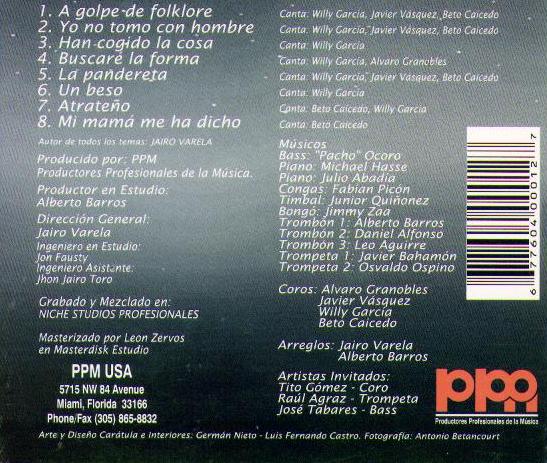 1. A golpe de folklore
2. Yo no tomo con hombre
3. Han cogido la cosa
4. Buscaré la forma
5. La pandereta
6. Un beso
7. Atrateño
8. Mi mamá me ha dicho
Autor de todos los temas: JAIRO VARELA
Producido por: PPM
Productores Profesionales de la Música.
Productor en Estudio:
Alberto Barros
Dirección General:
Jairo Varela
Ingeniero en Estudio:
Jon Fausty
Ingeniero Asistante:
Jhon Jairo Toro
Grabado y Mezclado en:
NICHE STUDIOS PROFESIONALES
Masterizado por Leon Zervos
en Masterdisk Estudio
PPM USA
5715 NW 84 Avenue
Miami, Florida 33166
Phone/Fax (305) 865-8832
Canta: Willy García, Javier Vásquez, Beto Caicedo
Canta: Willy García, Javier Vásquez, Beto Caicedo
Canta: Willy García
Canta: Willy García, Alvaro Granobles
Canta: Willy García, Javier Vásquez, Beto Caicedo
Canta: Willy García
Canta: Beto Caicedo, Willy García
Canta: Beto Caicedo
Músicos
Bass: "Pacho" Ocoro
Piano: Michael Hasse
Piano: Julio Abadía
Congas: Fabian Picón
Timbal: Junior Quiñonez
Bongó: Jimmy Zaa
Trombón 1: Alberto Barros
Trombón 2: Daniel Alfonso
Trombón 3: Leo Aguirre
Trompeta 1: Javier Bahamón
Trompeta 2: Osvaldo Ospino
Coros: Alvaro Granobles
Javier Vásquez
Willy García
Beto Caicedo
Arreglos: Jairo Varela
Alberto Barros
Artistas Invitados:
Tito Gómez - Coro
Raúl Agraz - Trompeta
José Tabares - Bass
6 77604 00012 7
ppm
Productores Profesionales de la Música
Arte y Diseño Carátula e Interiores: Germán Nieto - Luis Fernando Castro. Fotografía: Antonio Betancourt